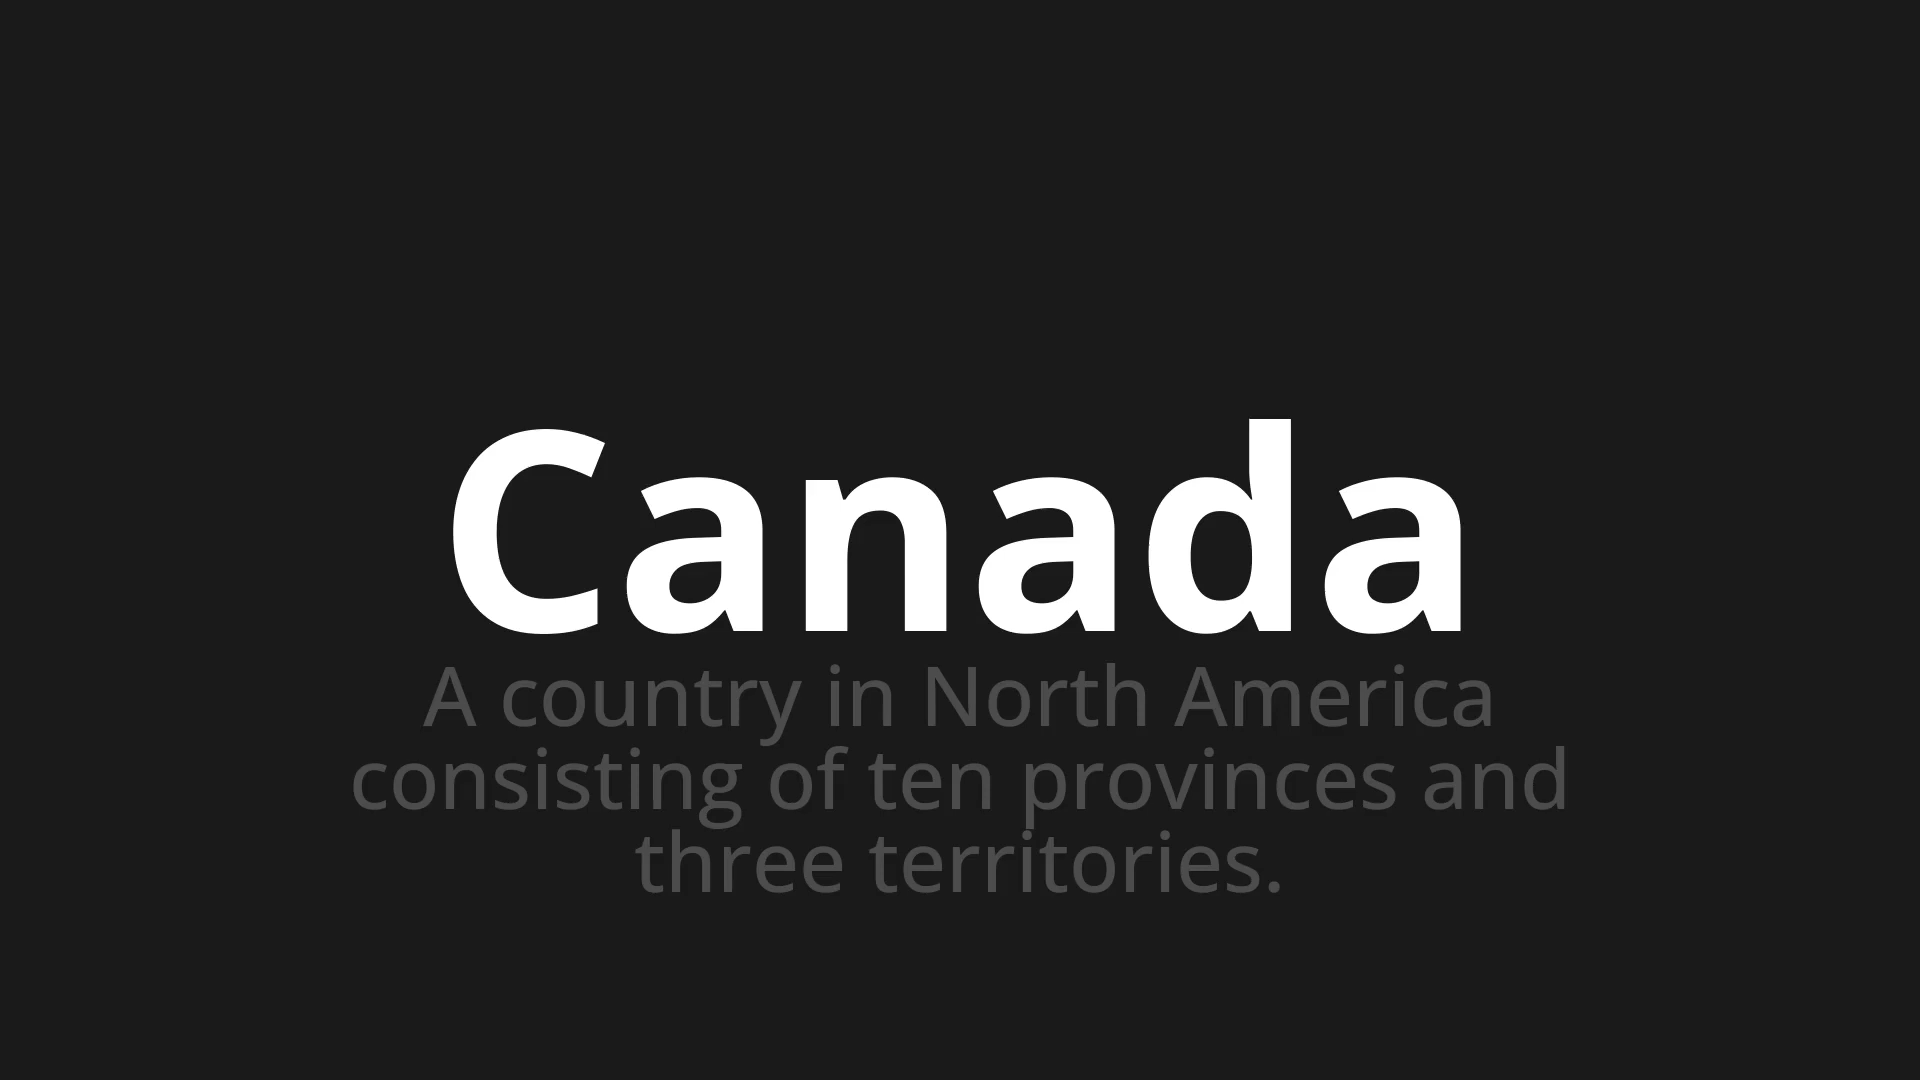 Canada
A country in North America
consisting of ten provinces and
three territories.